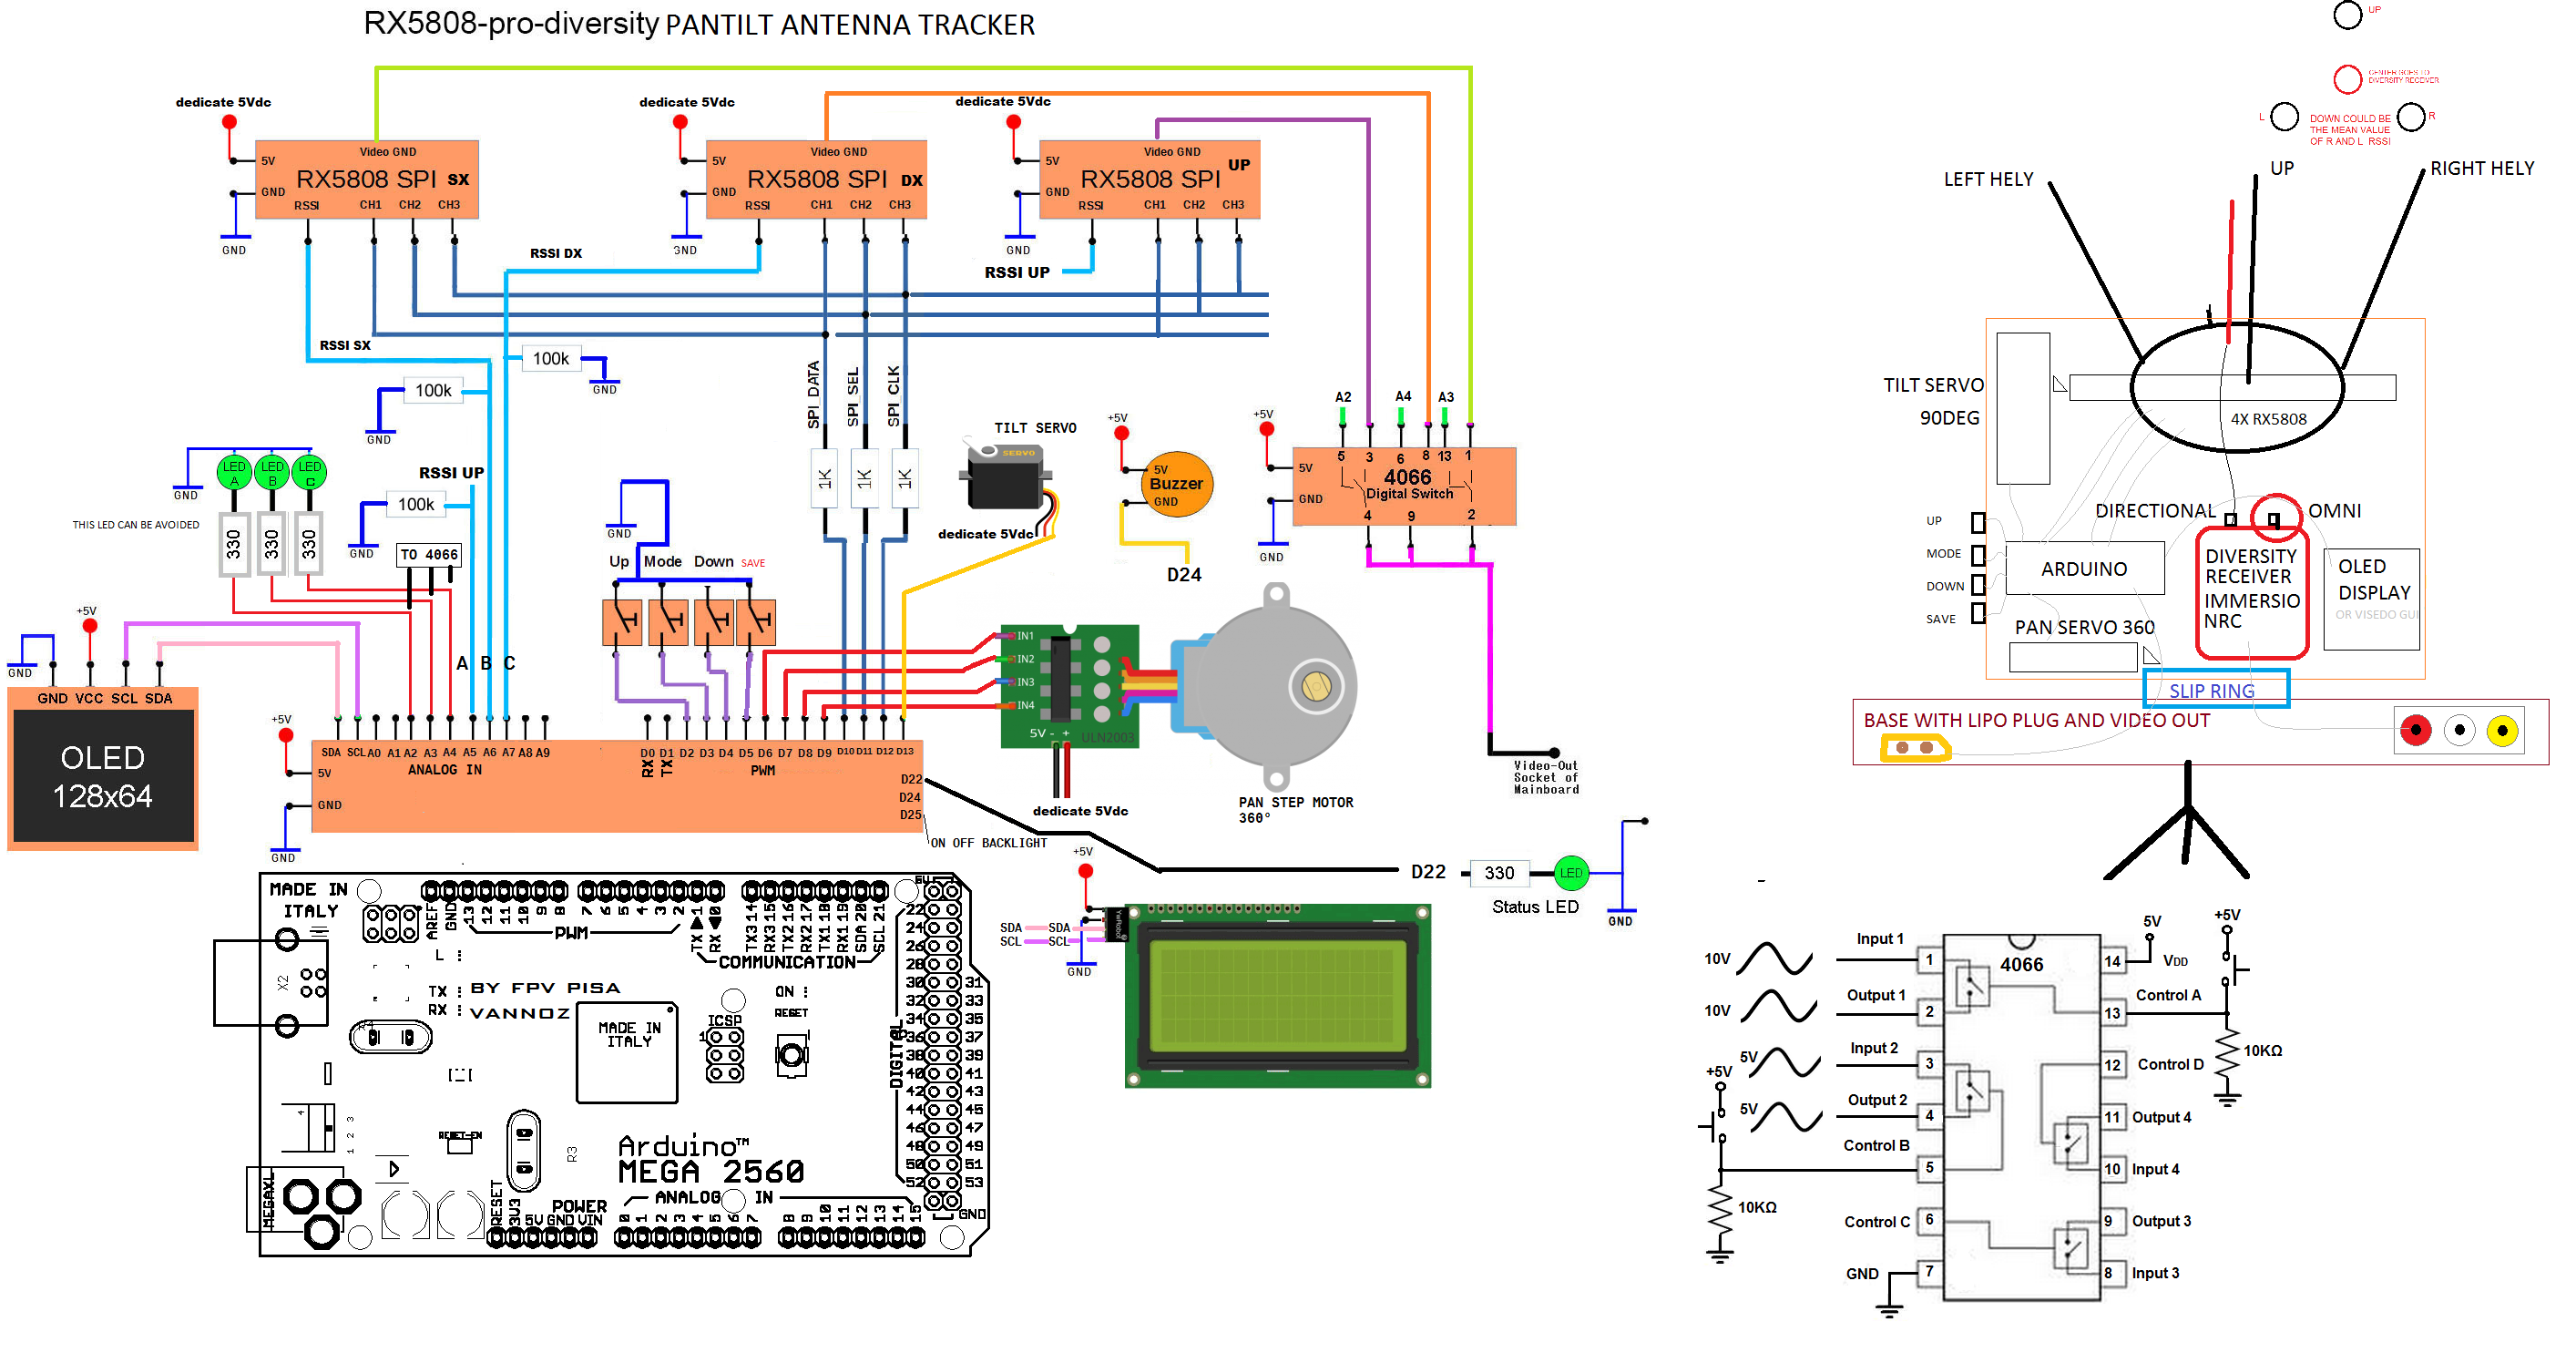 RX5808-pro-diversity PANTILT ANTENNA TRACKER
dedicate 5Vdc
5V
GND
GND
Video GND
RX5808 SPI SX
RSSI CH1 CH2 CH3
dedicate 5Vdc
5V
GND
GND
Video GND
RX5808 SPI DX
RSSI CH1 CH2 CH3
dedicate 5Vdc
5V
GND
GND
Video GND
RX5808 SPI UP
RSSI CH1 CH2 CH3
RSSI DX
RSSI UP
RSSI SX
100k
GND
100k
GND
RSSI UP
100k
GND
TO 4066
SPI_DATA
SPI_SEL
SPI_CLK
1K
1K
1K
GND
LED A
LED B
LED C
330
330
330
THIS LED CAN BE AVOIDED
A B C
GND
+5V
GND VCC SCL SDA
OLED
128x64
GND
Up Mode Down SAVE
TILT SERVO
SERVO
dedicate 5Vdc
+5V
5V
Buzzer
GND
D24
A2 A4 A3
+5V
5V
GND
GND
5 3 6 8 13 1
4066
Digital Switch
4 9 2
Video-Out
Socket of
Mainboard
IN1
IN2
IN3
IN4
5V - +
ULN2003
dedicate 5Vdc
PAN STEP MOTOR
360°
+5V
5V
GND
GND
SDA SCL A0 A1 A2 A3 A4 A5 A6 A7 A8 A9
ANALOG IN
D0 D1 D2 D3 D4 D5 D6 D7 D8 D9 D10 D11 D12 D13
RX TX
PWM
D22
D24
D25
ON OFF BACKLIGHT
D22
330
LED
GND
Status LED
+5V
SDA SDA
SCL SCL
GND
MADE IN
ITALY
AREF
GND
13 12 11 10 9 8
7 6 5 4 3 2 1 0
PWM
TX
RX
TX3 14
RX3 15
TX2 16
RX2 17
TX1 18
RX1 19
SDA 20
SCL 21
COMMUNICATION
5V
22
24
26
28
30 31
32 33
34 35
36 37
38 39
40 41
42 43
44 45
46 47
48 49
50 51
52 53
GND
DIGITAL
L
TX
RX
BY FPV PISA
VANNOZ
X2
MADE IN
ITALY
ICSP
1
ON
RESET
RESET-EN
R3
4
1 2 3
MEGAXL
Arduino™
MEGA 2560
POWER
RESET
3V3
5V
GND
VIN
ANALOG IN
0 1 2 3 4 5 6 7
8 9 10 11 12 13 14 15
UP
CENTER GOES TO
DIVERSITY RECEIVER
L
R
DOWN COULD BE
THE MEAN VALUE
OF R AND L RSSI
LEFT HELY
UP
RIGHT HELY
TILT SERVO
90DEG
4X RX5808
DIRECTIONAL
OMNI
UP
MODE
DOWN
SAVE
ARDUINO
DIVERSITY
RECEIVER
IMMERSIO
NRC
OLED
DISPLAY
OR VISEDO GUI
PAN SERVO 360
SLIP RING
BASE WITH LIPO PLUG AND VIDEO OUT
10V
Input 1
10V
Output 1
5V
Input 2
5V
Output 2
+5V
Control B
10KΩ
Control C
GND
1
2
3
4
5
6
7
4066
14
13
12
11
10
9
8
5V
VDD
+5V
Control A
10KΩ
Control D
Output 4
Input 4
Output 3
Input 3